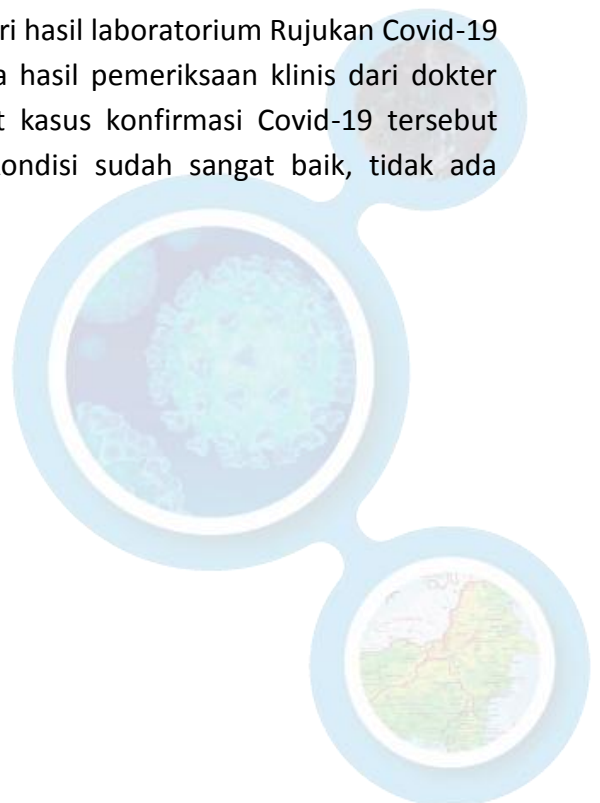 ri hasil laboratorium Rujukan Covid-19
a hasil pemeriksaan klinis dari dokter
t kasus konfirmasi Covid-19 tersebut
ondisi sudah sangat baik, tidak ada